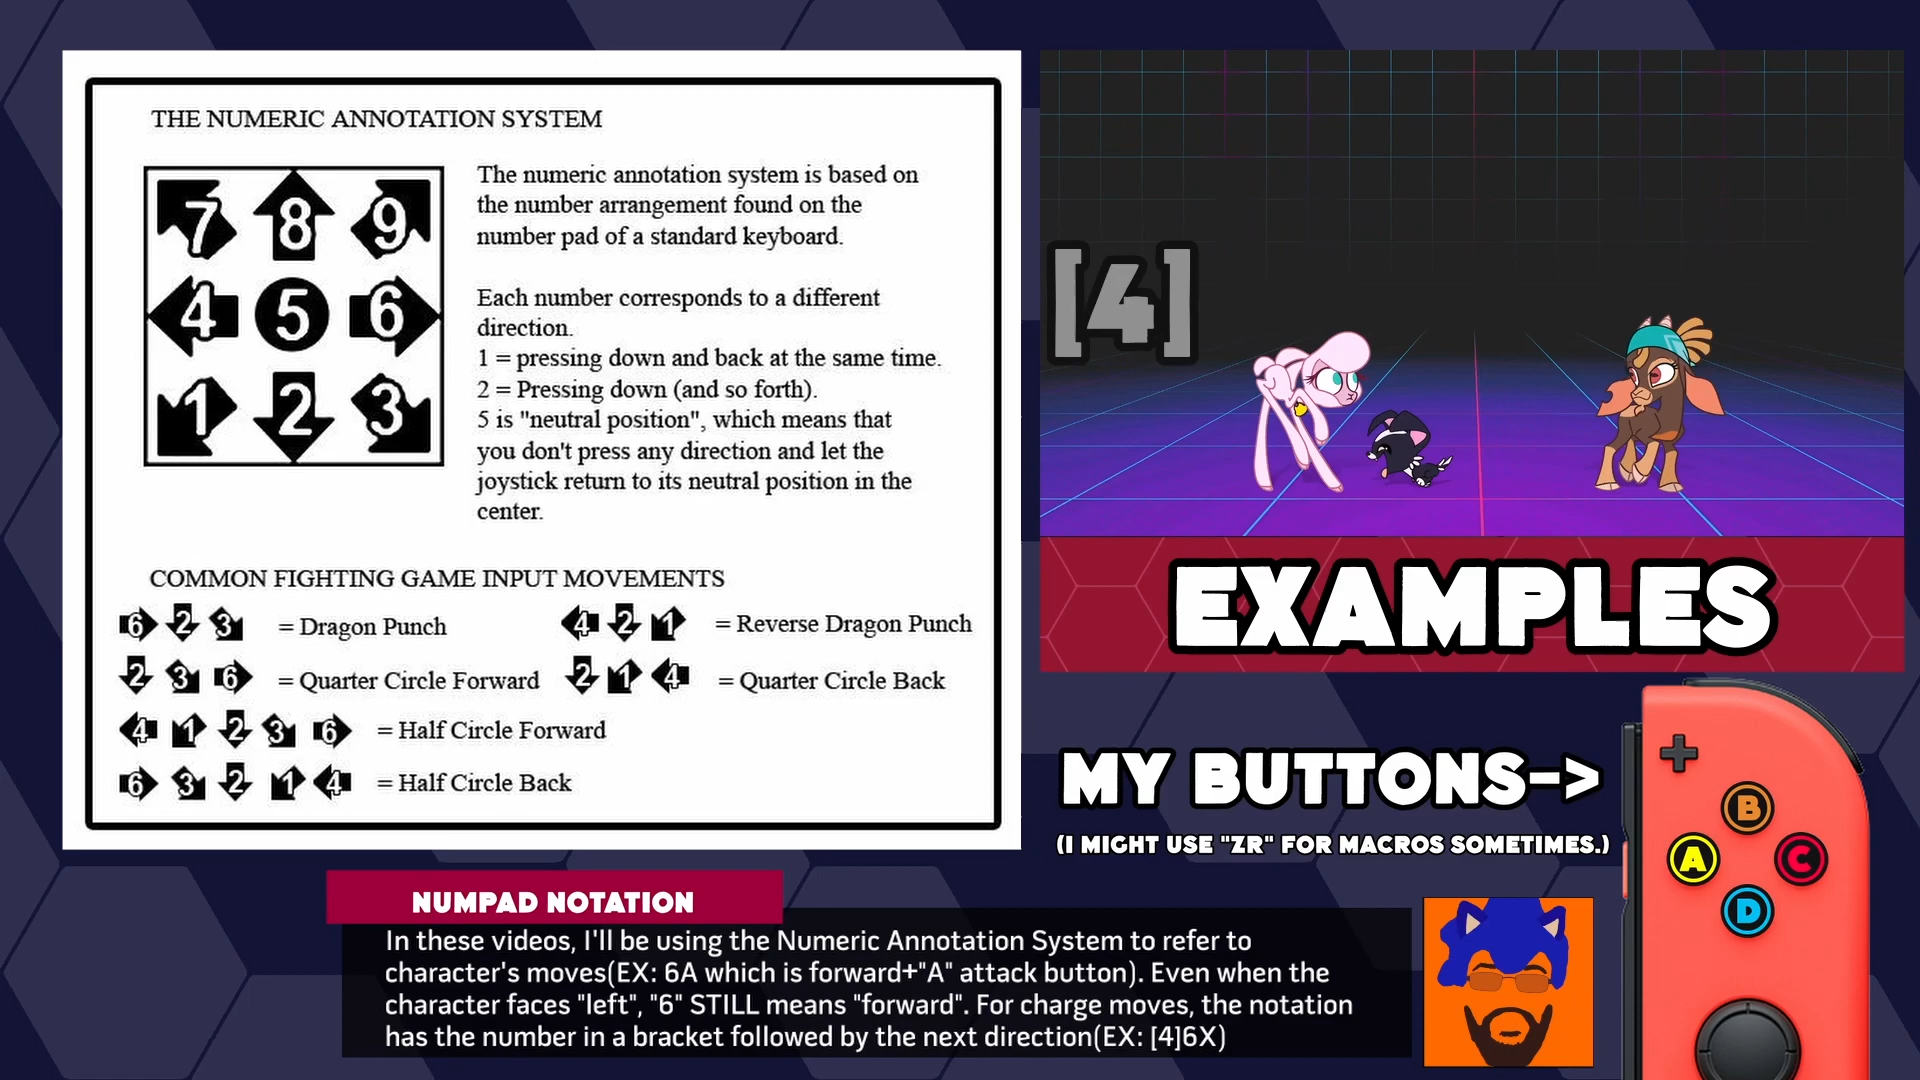 THE NUMERIC ANNOTATION SYSTEM
7 8 9
4 5 6
1 2 3
The numeric annotation system is based on
the number arrangement found on the
number pad of a standard keyboard.
Each number corresponds to a different
direction.
1 = pressing down and back at the same time.
2 = Pressing down (and so forth).
5 is "neutral position", which means that
you don't press any direction and let the
joystick return to its neutral position in the
center.
COMMON FIGHTING GAME INPUT MOVEMENTS
6 2 3 = Dragon Punch
4 2 1 = Reverse Dragon Punch
2 3 6 = Quarter Circle Forward
2 1 4 = Quarter Circle Back
4 1 2 3 6 = Half Circle Forward
6 3 2 1 4 = Half Circle Back
[4]
EXAMPLES
MY BUTTONS->
(I MIGHT USE "ZR" FOR MACROS SOMETIMES.)
B
A C
D
NUMPAD NOTATION
In these videos, I'll be using the Numeric Annotation System to refer to
character's moves(EX: 6A which is forward+"A" attack button). Even when the
character faces "left", "6" STILL means "forward". For charge moves, the notation
has the number in a bracket followed by the next direction(EX: [4]6X)